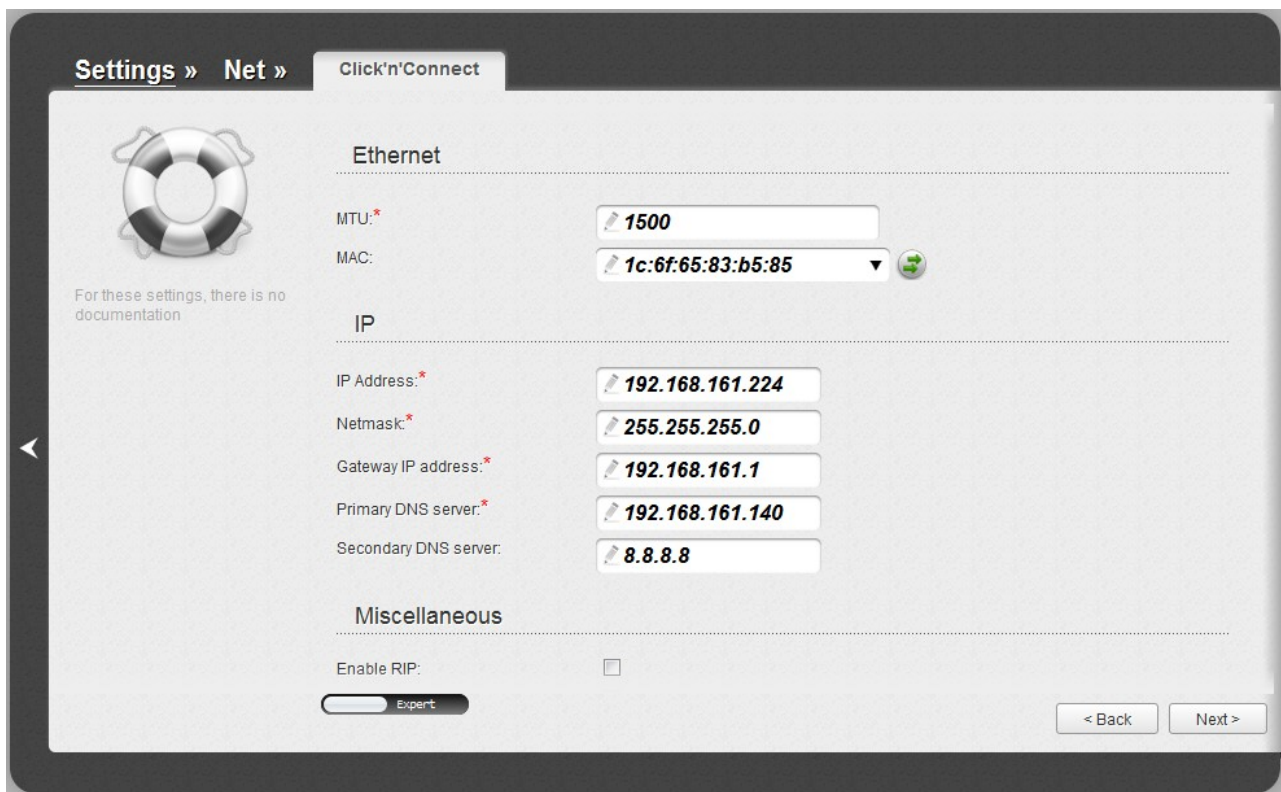 Settings » Net » Click'n'Connect
For these settings, there is no
documentation
Ethernet
MTU:* 1500
MAC: 1c:6f:65:83:b5:85
IP
IP Address:* 192.168.161.224
Netmask:* 255.255.255.0
Gateway IP address:* 192.168.161.1
Primary DNS server:* 192.168.161.140
Secondary DNS server: 8.8.8.8
Miscellaneous
Enable RIP:
Expert
< Back Next >